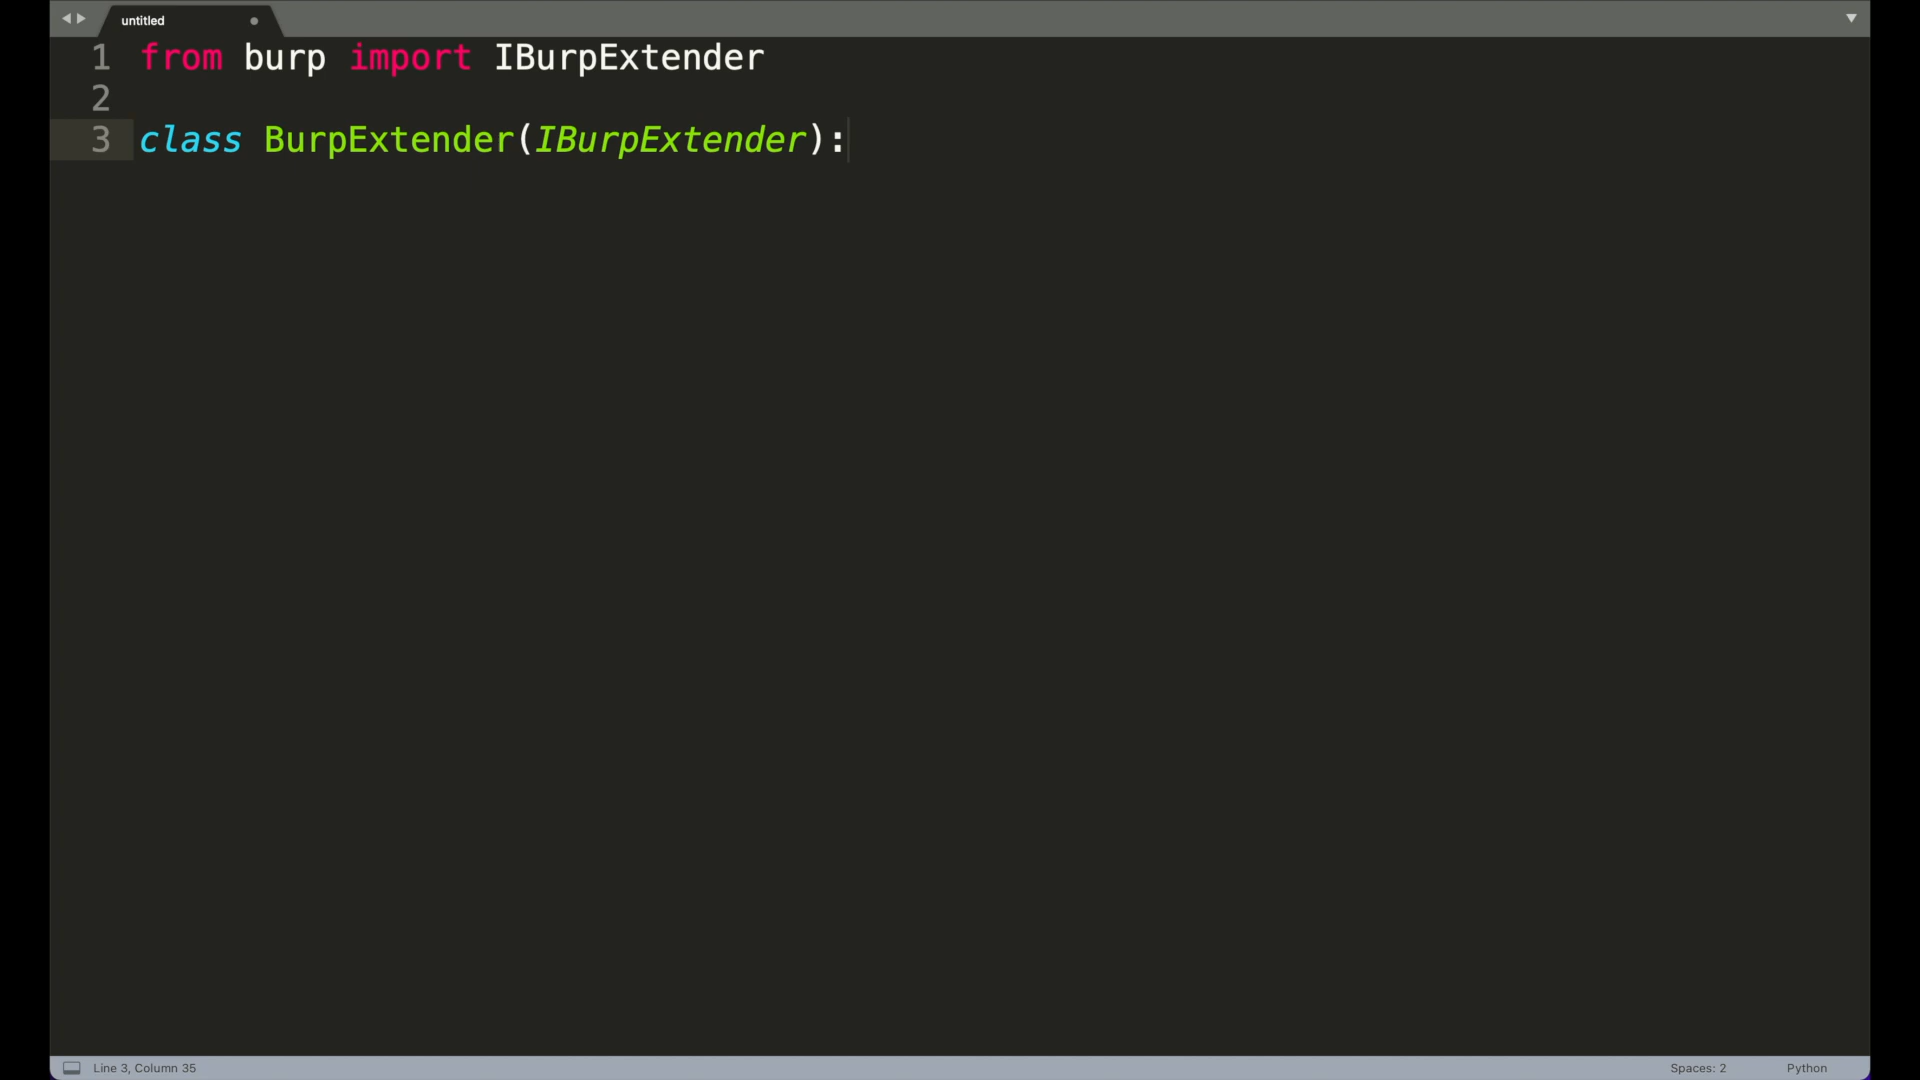 untitled
1 from burp import IBurpExtender
2
3 class BurpExtender(IBurpExtender):
Line 3, Column 35
Spaces: 2
Python